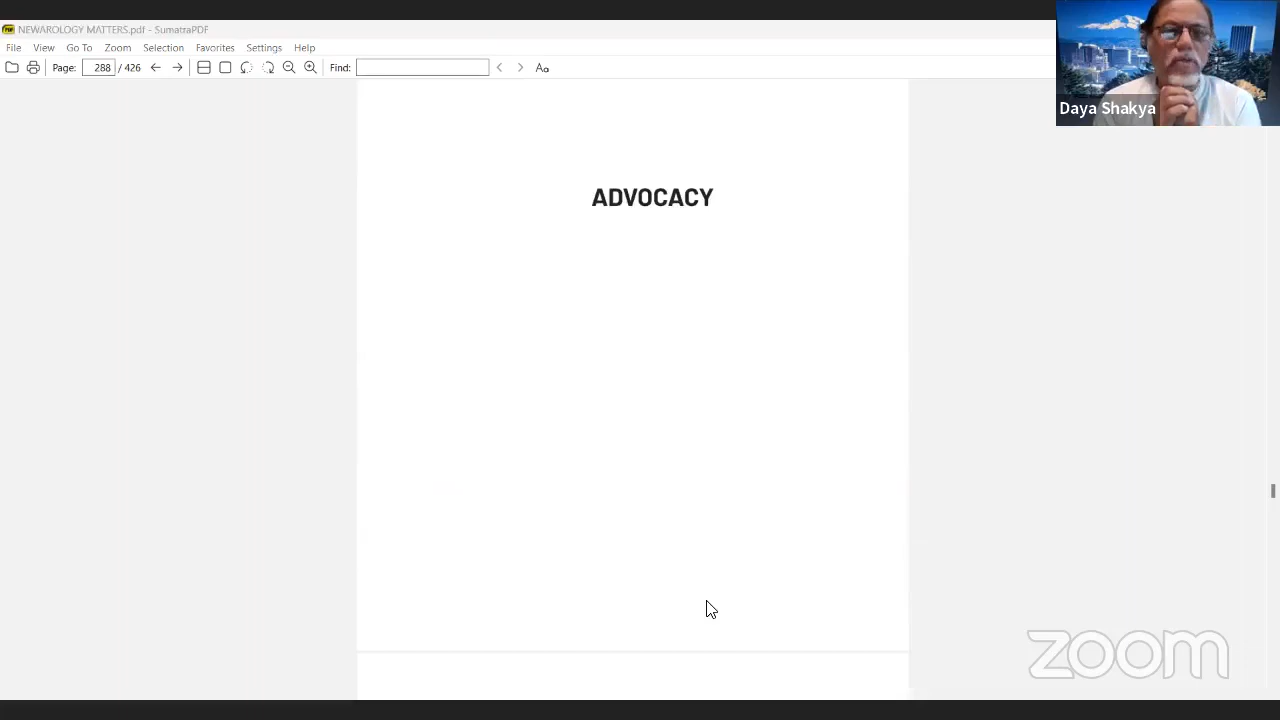 NEWAROLOGY MATTERS.pdf - SumatraPDF
File View Go To Zoom Selection Favorites Settings Help
Page: 288 / 426 Find: Aa
Daya Shakya
ADVOCACY
zoom